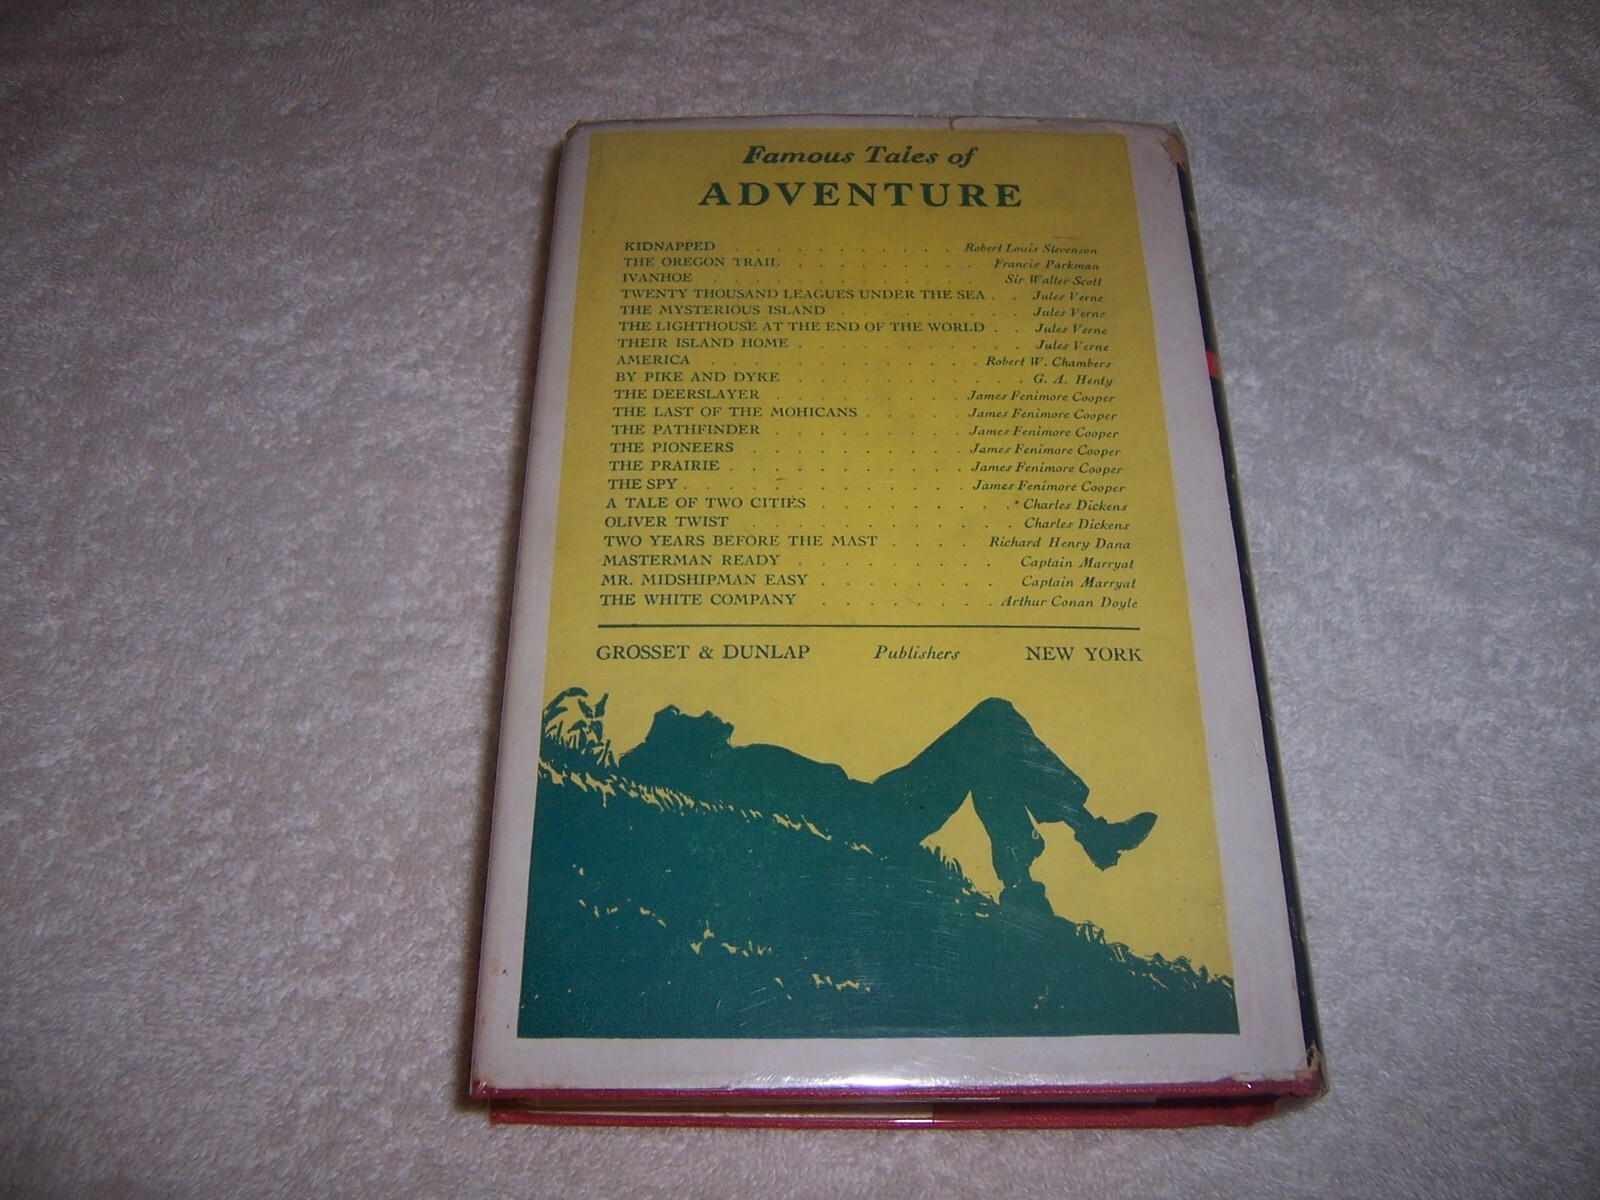 Famous Tales of
ADVENTURE
KIDNAPPED . . . . . . . . . . . Robert Louis Stevenson
THE OREGON TRAIL . . . . . . . . . Francis Parkman
IVANHOE . . . . . . . . . . . . . Sir Walter Scott
TWENTY THOUSAND LEAGUES UNDER THE SEA . . Jules Verne
THE MYSTERIOUS ISLAND . . . . . . . . Jules Verne
THE LIGHTHOUSE AT THE END OF THE WORLD . . Jules Verne
THEIR ISLAND HOME . . . . . . . . . . Jules Verne
AMERICA . . . . . . . . . . . . Robert W. Chambers
BY PIKE AND DYKE . . . . . . . . . . . G. A. Henty
THE DEERSLAYER . . . . . . . . . James Fenimore Cooper
THE LAST OF THE MOHICANS . . . . . James Fenimore Cooper
THE PATHFINDER . . . . . . . . . James Fenimore Cooper
THE PIONEERS . . . . . . . . . . James Fenimore Cooper
THE PRAIRIE . . . . . . . . . . . James Fenimore Cooper
THE SPY . . . . . . . . . . . . . James Fenimore Cooper
A TALE OF TWO CITIES . . . . . . . . . Charles Dickens
OLIVER TWIST . . . . . . . . . . . . Charles Dickens
TWO YEARS BEFORE THE MAST . . . . Richard Henry Dana
MASTERMAN READY . . . . . . . . . Captain Marryat
MR. MIDSHIPMAN EASY . . . . . . . . Captain Marryat
THE WHITE COMPANY . . . . . . . . Arthur Conan Doyle
GROSSET & DUNLAP Publishers NEW YORK